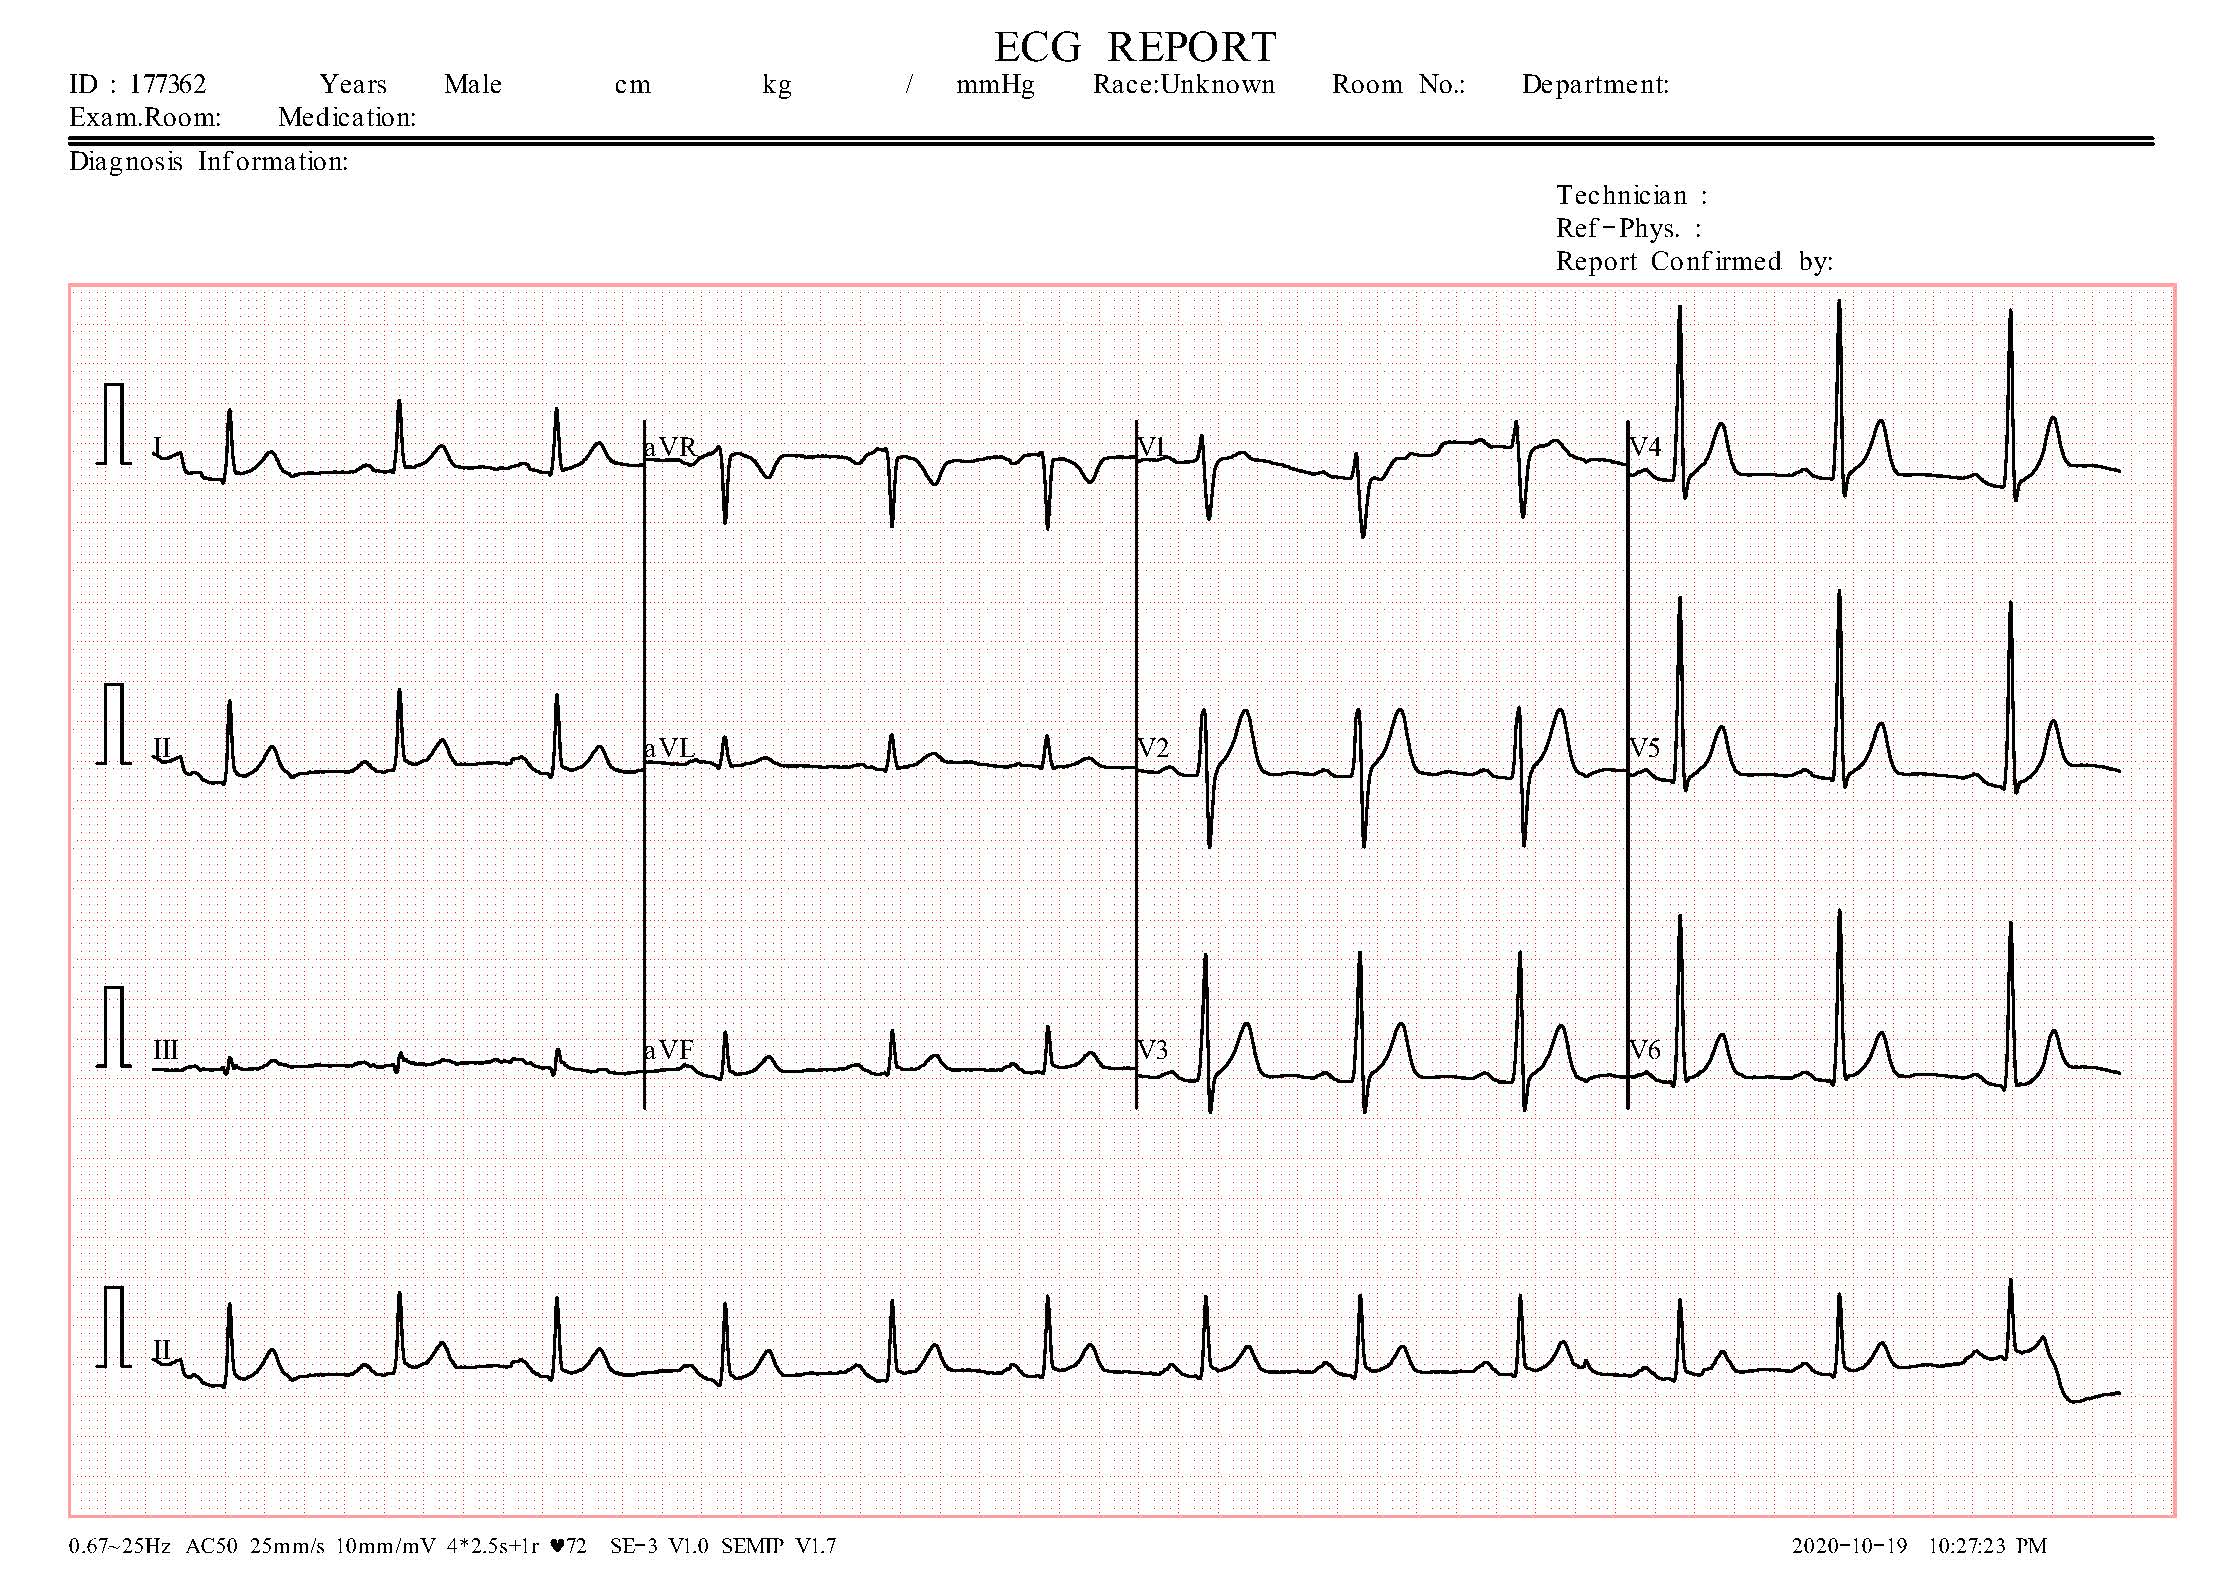 ECG REPORT
ID : 177362 Years Male cm kg / mmHg Race:Unknown Room No.: Department:
Exam.Room: Medication:
Diagnosis Information:
Technician :
Ref-Phys. :
Report Confirmed by:
I aVR V1 V4
II aVL V2 V5
III aVF V3 V6
II
0.67~25Hz AC50 25mm/s 10mm/mV 4*2.5s+1r ♥72 SE-3 V1.0 SEMIP V1.7 2020-10-19 10:27:23 PM